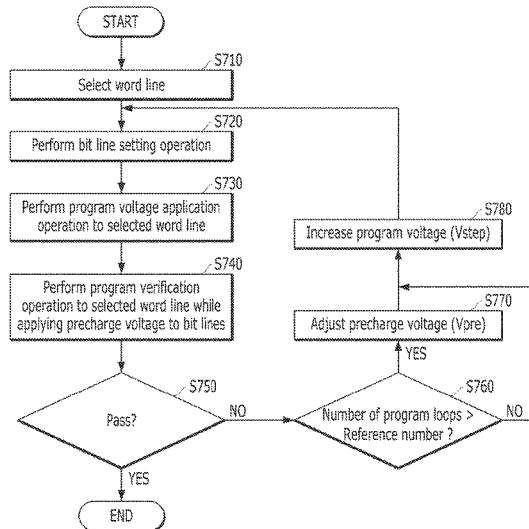 START
S710
Select word line
S720
Perform bit line setting operation
S730
Perform program voltage application
operation to selected word line
S740
Perform program verification
operation to selected word line while
applying precharge voltage to bit lines
S750
Pass?
NO
YES
END
S780
Increase program voltage (Vstep)
S770
Adjust precharge voltage (Vpre)
YES
S760
Number of program loops >
Reference number ?
NO